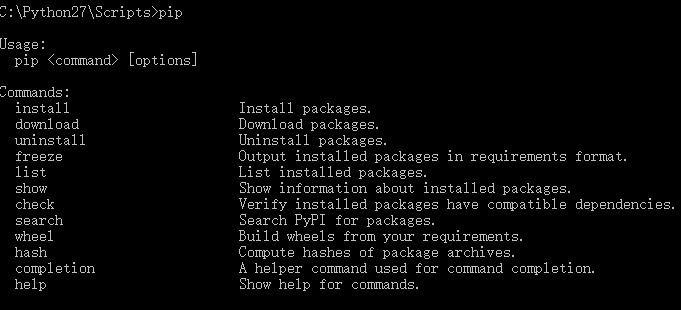 C:\Python27\Scripts>pip
Usage:
pip <command> [options]
Commands:
install Install packages.
download Download packages.
uninstall Uninstall packages.
freeze Output installed packages in requirements format.
list List installed packages.
show Show information about installed packages.
check Verify installed packages have compatible dependencies.
search Search PyPI for packages.
wheel Build wheels from your requirements.
hash Compute hashes of package archives.
completion A helper command used for command completion.
help Show help for commands.